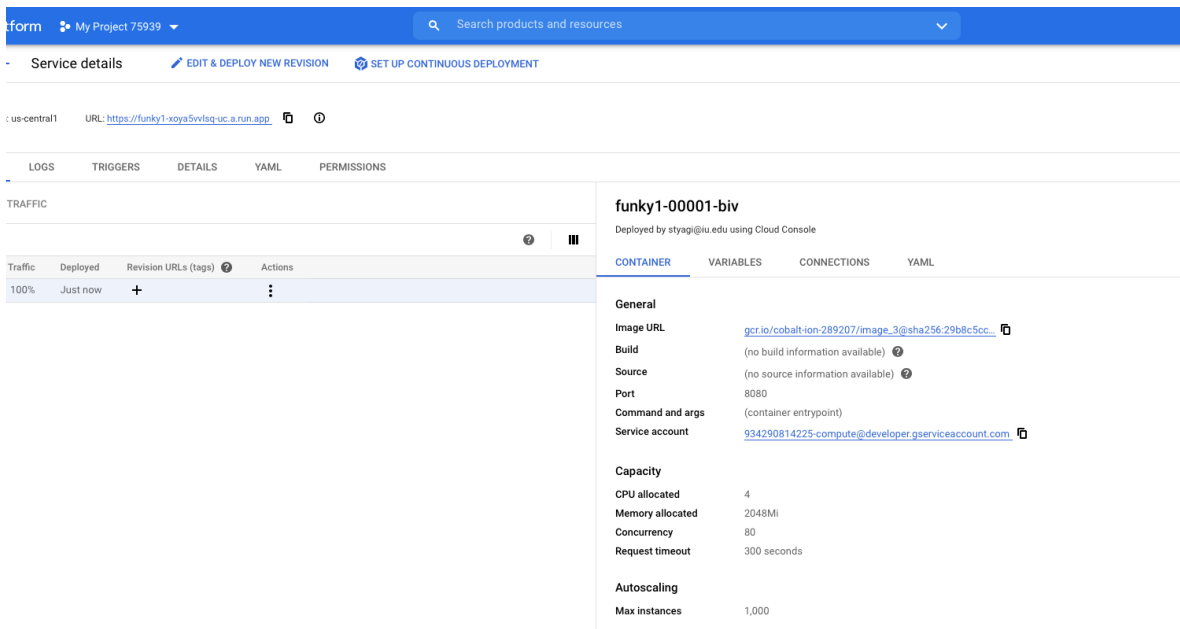 tform My Project 75939 Search products and resources
Service details EDIT & DEPLOY NEW REVISION SET UP CONTINUOUS DEPLOYMENT
: us-central1 URL: https://funky1-xoya5vvlsq-uc.a.run.app
LOGS TRIGGERS DETAILS YAML PERMISSIONS
TRAFFIC
Traffic Deployed Revision URLs (tags) Actions
100% Just now
funky1-00001-biv
Deployed by styagi@iu.edu using Cloud Console
CONTAINER VARIABLES CONNECTIONS YAML
General
Image URL gcr.io/cobalt-ion-289207/image_3@sha256:29b8c5cc...
Build (no build information available)
Source (no source information available)
Port 8080
Command and args (container entrypoint)
Service account 934290814225-compute@developer.gserviceaccount.com
Capacity
CPU allocated 4
Memory allocated 2048Mi
Concurrency 80
Request timeout 300 seconds
Autoscaling
Max instances 1,000